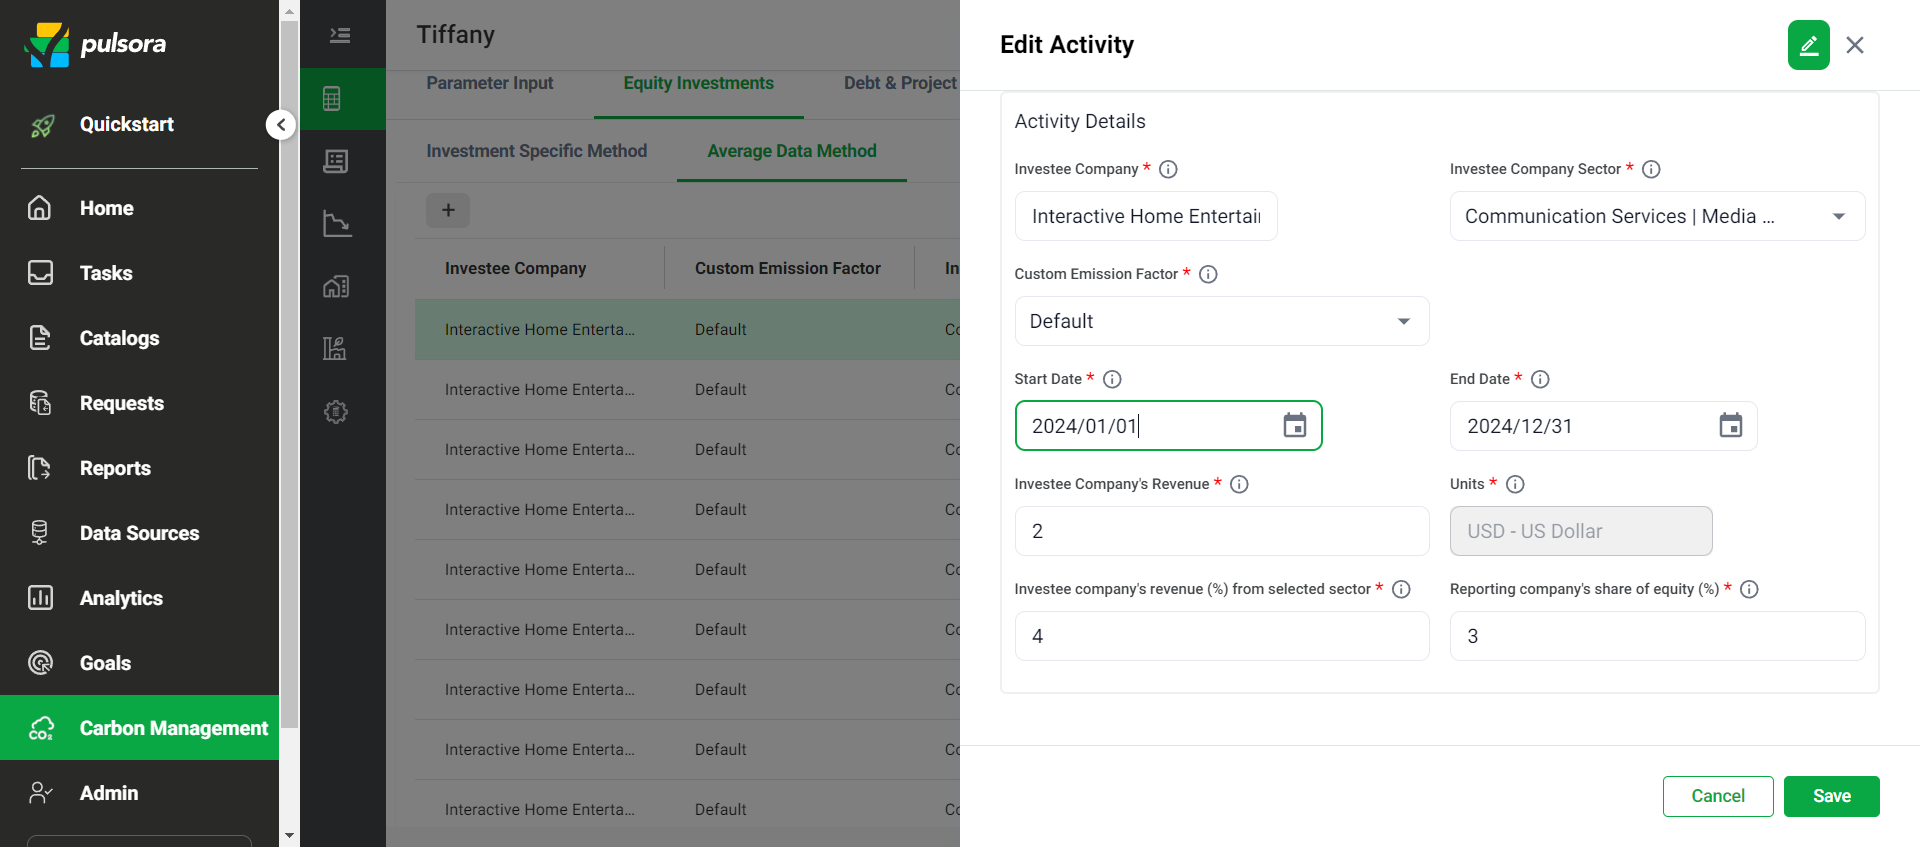 pulsora
Quickstart
Home
Tasks
Catalogs
Requests
Reports
Data Sources
Analytics
Goals
Carbon Management
Admin
Tiffany
Parameter Input
Equity Investments
Debt & Project
Investment Specific Method
Average Data Method
+
Investee Company
Custom Emission Factor
In
Interactive Home Enterta...
Default
Co
Interactive Home Enterta...
Default
Co
Interactive Home Enterta...
Default
Co
Interactive Home Enterta...
Default
Co
Interactive Home Enterta...
Default
Co
Interactive Home Enterta...
Default
Co
Interactive Home Enterta...
Default
Co
Interactive Home Enterta...
Default
Co
Interactive Home Enterta...
Default
Co
Edit Activity
Activity Details
Investee Company *
Interactive Home Entertai
Investee Company Sector *
Communication Services | Media ...
Custom Emission Factor *
Default
Start Date *
2024/01/01
End Date *
2024/12/31
Investee Company's Revenue *
2
Units *
USD - US Dollar
Investee company's revenue (%) from selected sector *
4
Reporting company's share of equity (%) *
3
Cancel
Save